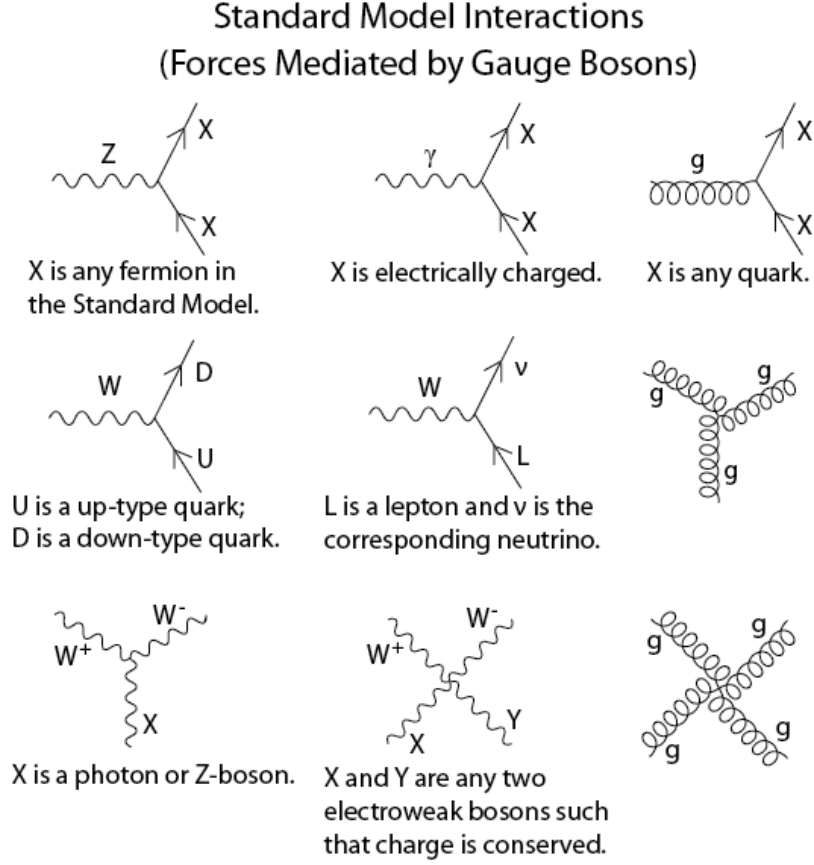 Standard Model Interactions
(Forces Mediated by Gauge Bosons)
Z
X
X
X is any fermion in
the Standard Model.
γ
X
X
X is electrically charged.
g
X
X
X is any quark.
W
D
U
U is a up-type quark;
D is a down-type quark.
W
ν
L
L is a lepton and ν is the
corresponding neutrino.
g
g
g
W+
W-
X
X is a photon or Z-boson.
W+
W-
X
Y
X and Y are any two
electroweak bosons such
that charge is conserved.
g
g
g
g